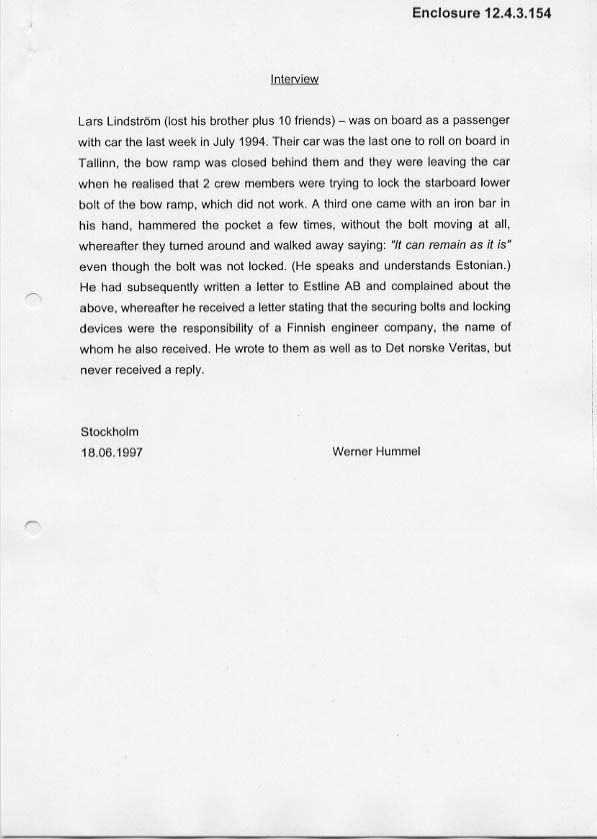 Enclosure 12.4.3.154
Interview
Lars Lindström (lost his brother plus 10 friends) – was on board as a passenger
with car the last week in July 1994. Their car was the last one to roll on board in
Tallinn, the bow ramp was closed behind them and they were leaving the car
when he realised that 2 crew members were trying to lock the starboard lower
bolt of the bow ramp, which did not work. A third one came with an iron bar in
his hand, hammered the pocket a few times, without the bolt moving at all,
whereafter they turned around and walked away saying: "It can remain as it is"
even though the bolt was not locked. (He speaks and understands Estonian.)
He had subsequently written a letter to Estline AB and complained about the
above, whereafter he received a letter stating that the securing bolts and locking
devices were the responsibility of a Finnish engineer company, the name of
whom he also received. He wrote to them as well as to Det norske Veritas, but
never received a reply.
Stockholm
18.06.1997 Werner Hummel